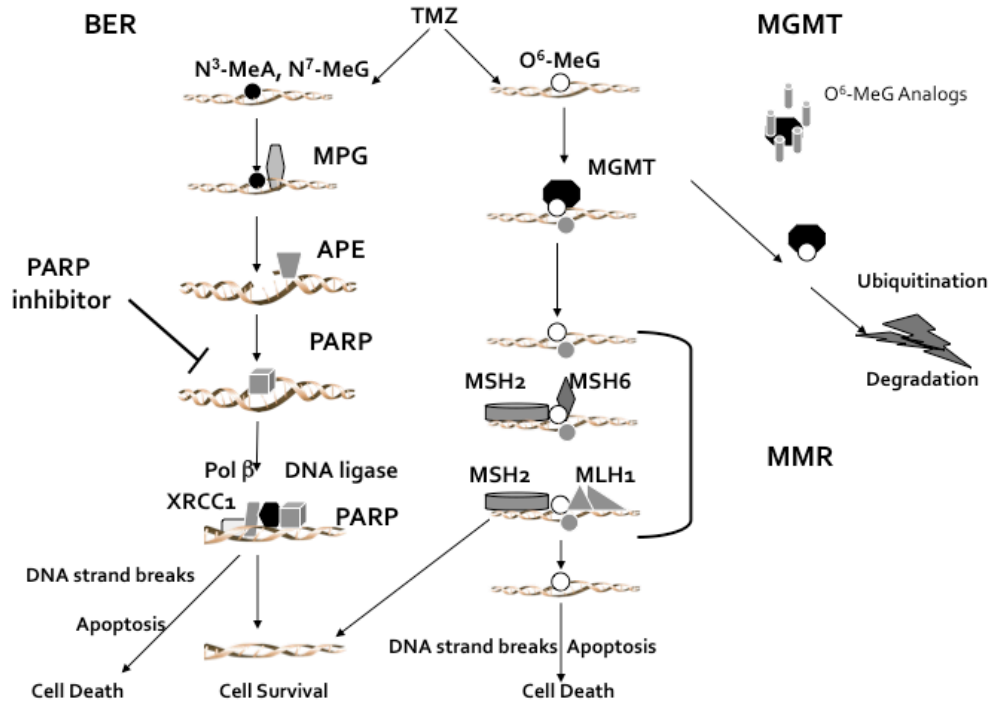 BER
TMZ
MGMT
N³-MeA, N⁷-MeG
O⁶-MeG
O⁶-MeG Analogs
MPG
MGMT
APE
PARP
inhibitor
Ubiquitination
PARP
Degradation
MSH2
MSH6
MMR
Pol β
DNA ligase
MSH2
MLH1
XRCC1
PARP
DNA strand breaks
Apoptosis
DNA strand breaks
Apoptosis
Cell Death
Cell Survival
Cell Death